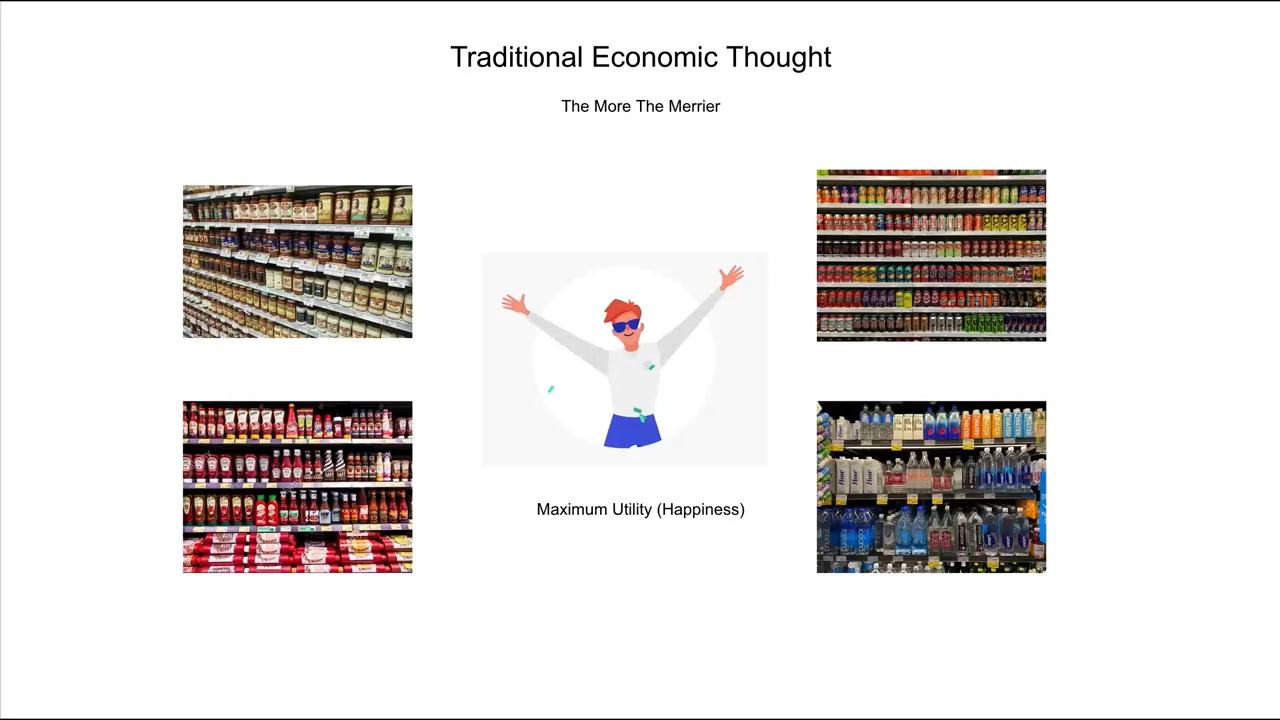 Traditional Economic Thought
The More The Merrier
Maximum Utility (Happiness)